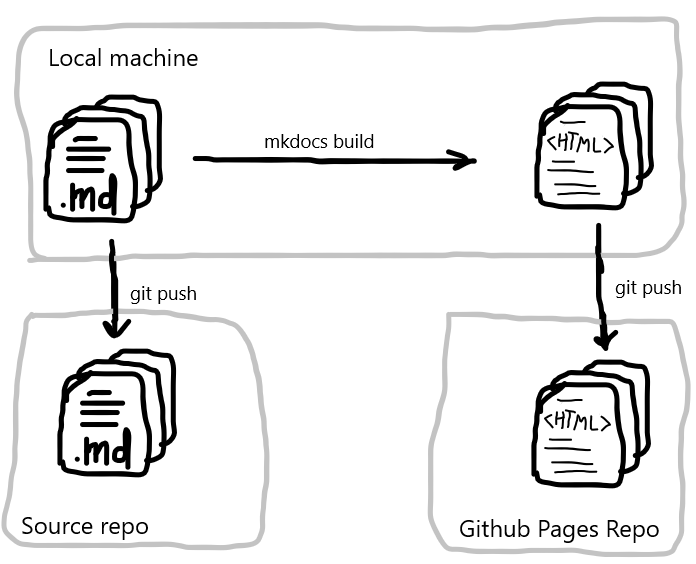 Local machine
mkdocs build
<HTML>
.md
git push
git push
.md
<HTML>
Source repo
Github Pages Repo